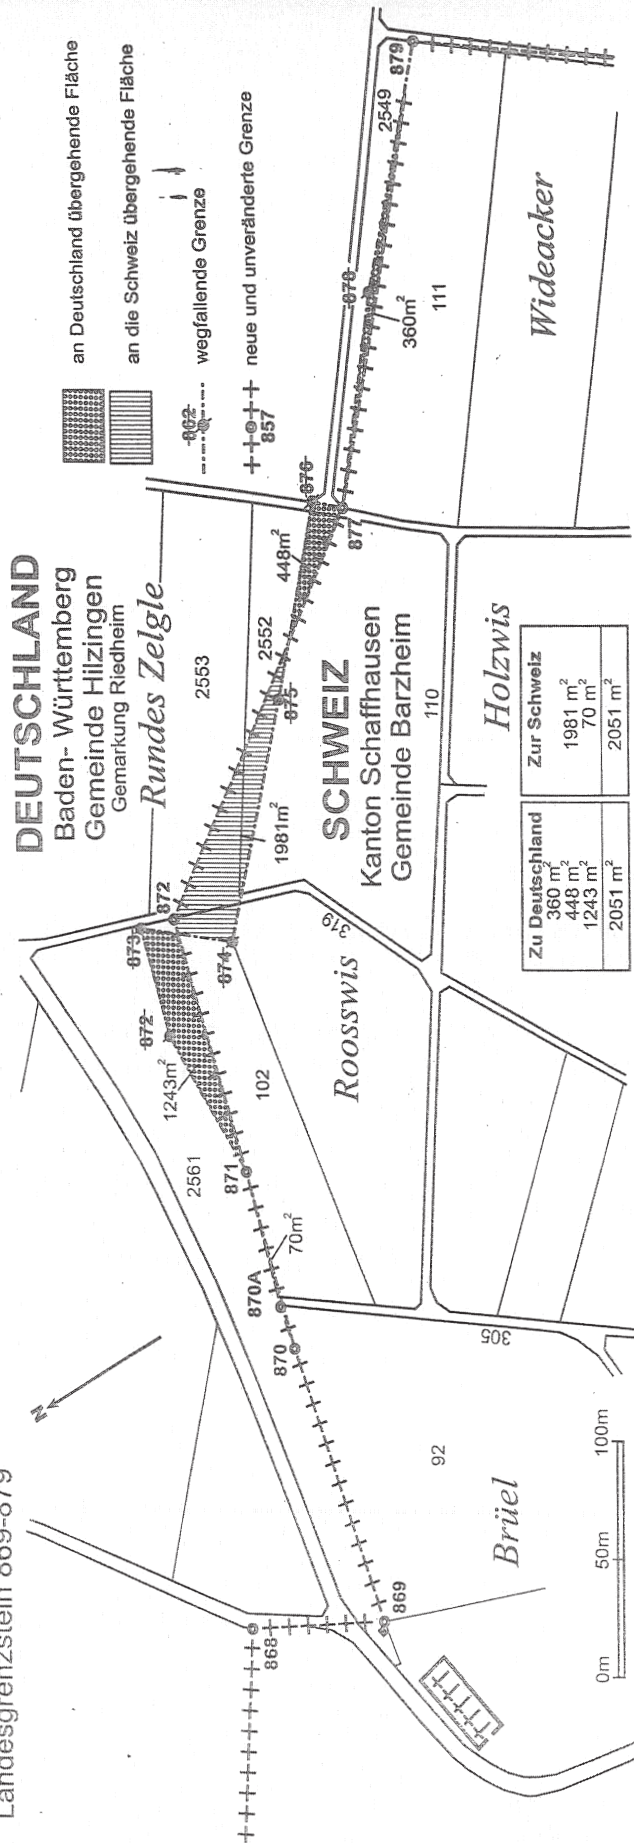 Landesgrenzstein 869-879
DEUTSCHLAND
Baden- Württemberg
Gemeinde Hilzingen
Gemarkung Riedheim
Rundes Zelgle
an Deutschland übergehende Fläche
an die Schweiz übergehende Fläche
862
wegfallende Grenze
857
neue und unveränderte Grenze
N
868
869
870
870A
70m²
871
2561
1243m²
872
873
872
874
102
1981m²
2553
2552
875
448m²
876
877
878
360m²
2549
879
111
Wideacker
SCHWEIZ
Kanton Schaffhausen
Gemeinde Barzheim
110
Holzwis
319
Roosswis
305
92
Brüel
0m
50m
100m
Zu Deutschland
360 m²
448 m²
1243 m²
2051 m²
Zur Schweiz
1981 m²
70 m²
2051 m²